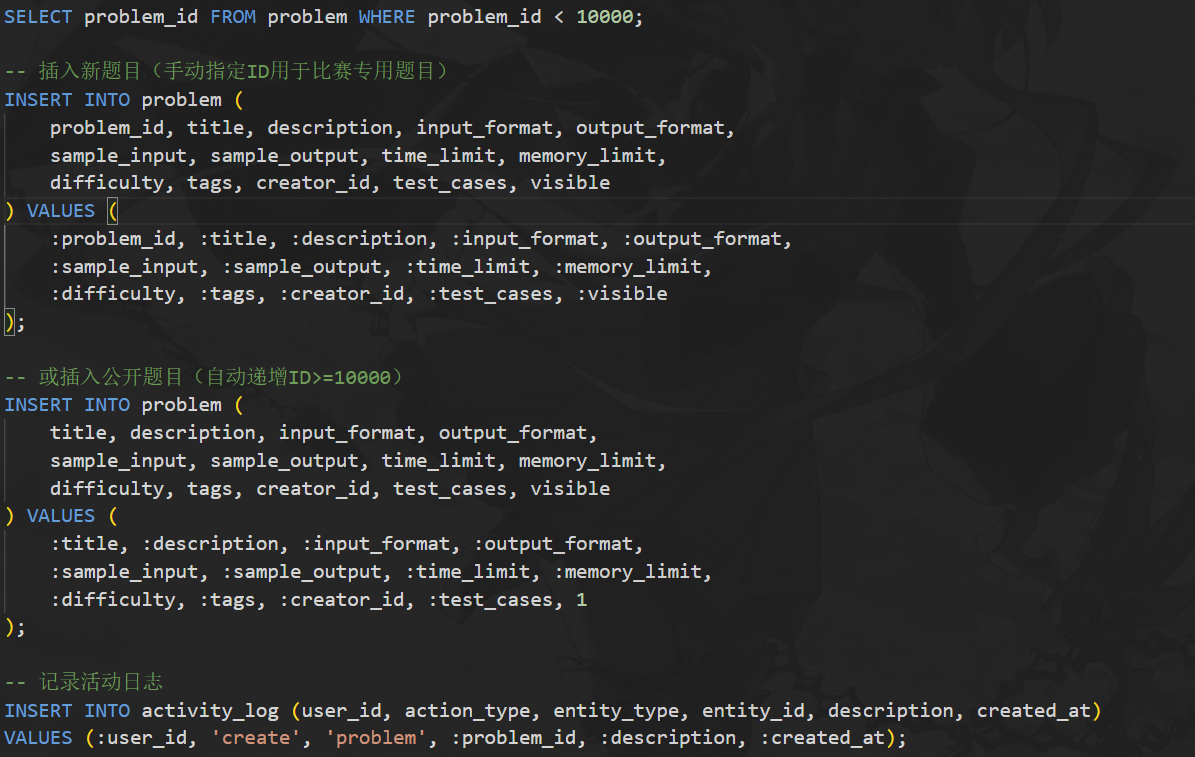 SELECT problem_id FROM problem WHERE problem_id < 10000;
-- 插入新题目（手动指定ID用于比赛专用题目）
INSERT INTO problem (
problem_id, title, description, input_format, output_format,
sample_input, sample_output, time_limit, memory_limit,
difficulty, tags, creator_id, test_cases, visible
) VALUES (
:problem_id, :title, :description, :input_format, :output_format,
:sample_input, :sample_output, :time_limit, :memory_limit,
:difficulty, :tags, :creator_id, :test_cases, :visible
);
-- 或插入公开题目（自动递增ID>=10000）
INSERT INTO problem (
title, description, input_format, output_format,
sample_input, sample_output, time_limit, memory_limit,
difficulty, tags, creator_id, test_cases, visible
) VALUES (
:title, :description, :input_format, :output_format,
:sample_input, :sample_output, :time_limit, :memory_limit,
:difficulty, :tags, :creator_id, :test_cases, 1
);
-- 记录活动日志
INSERT INTO activity_log (user_id, action_type, entity_type, entity_id, description, created_at)
VALUES (:user_id, 'create', 'problem', :problem_id, :description, :created_at);